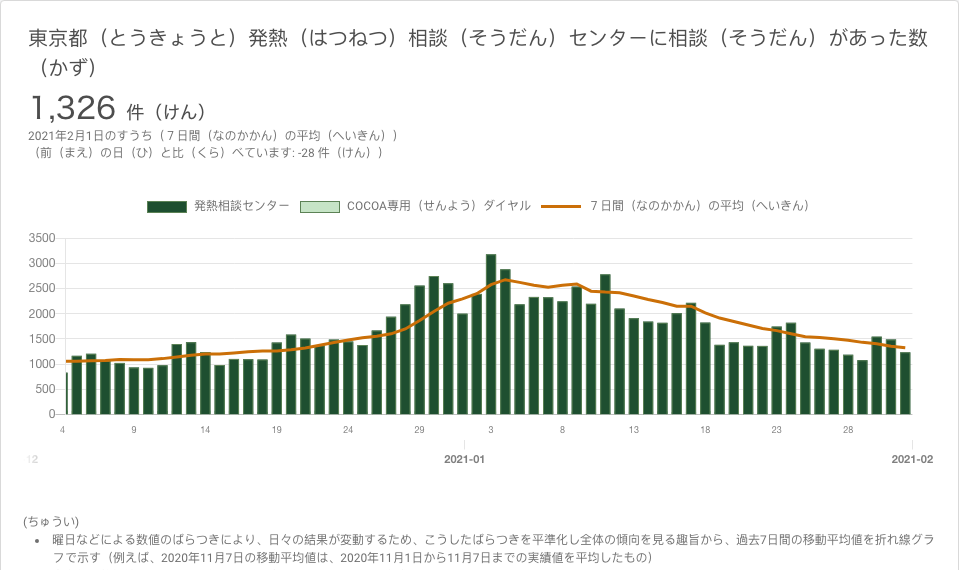 東京都（とうきょうと）発熱（はつねつ）相談（そうだん）センターに相談（そうだん）があった数
（かず）
1,326 件（けん）
2021年2月1日のすうち（７日間（なのかかん）の平均（へいきん））
（前（まえ）の日（ひ）と比（くら）べています: -28 件（けん））
発熱相談センター COCOA専用（せんよう）ダイヤル ７日間（なのかかん）の平均（へいきん）
3500
3000
2500
2000
1500
1000
500
0
4 9 14 19 24 29 3 8 13 18 23 28
12 2021-01 2021-02
(ちゅうい)
• 曜日などによる数値のばらつきにより、日々の結果が変動するため、こうしたばらつきを平準化し全体の傾向を見る趣旨から、過去7日間の移動平均値を折れ線グラ
フで示す（例えば、2020年11月7日の移動平均値は、2020年11月1日から11月7日までの実績値を平均したもの）